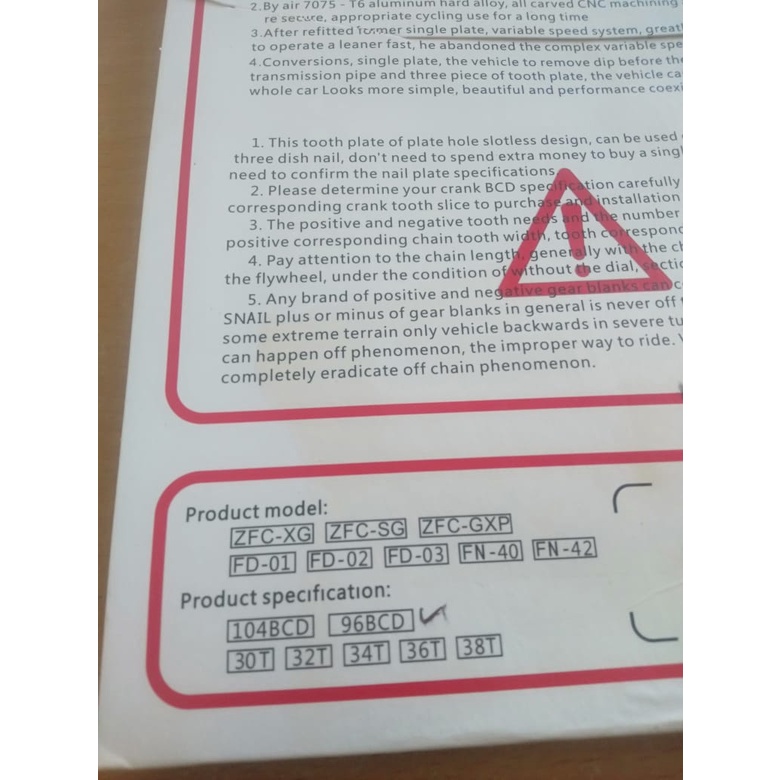 2.By air 7075 - T6 aluminum hard alloy, all carved CNC machining
re secure, appropriate cycling use for a long time
3.After refitted former single plate, variable speed system, great
to operate a leaner fast, he abandoned the complex variable spe
4.Conversions, single plate, the vehicle to remove dip before the
transmission pipe and three piece of tooth plate, the vehicle ca
whole car Looks more simple, beautiful and performance coexi
1. This tooth plate of plate hole slotless design, can be used
three dish nail, don't need to spend extra money to buy a singl
need to confirm the nail plate specifications
2. Please determine your crank BCD specification carefully
corresponding crank tooth slice to purchase and installation
3. The positive and negative tooth needs and the number
positive corresponding chain tooth width, tooth correspond
4. Pay attention to the chain length, generally with the ch
the flywheel, under the condition of without the dial, sectio
5. Any brand of positive and negative gear blanks can c
SNAIL plus or minus of gear blanks in general is never off
some extreme terrain only vehicle backwards in severe tu
can happen off phenomenon, the improper way to ride.
completely eradicate off chain phenomenon.
Product model:
ZFC-XG ZFC-SG ZFC-GXP
FD-01 FD-02 FD-03 FN-40 FN-42
Product specification:
104BCD 96BCD
30T 32T 34T 36T 38T